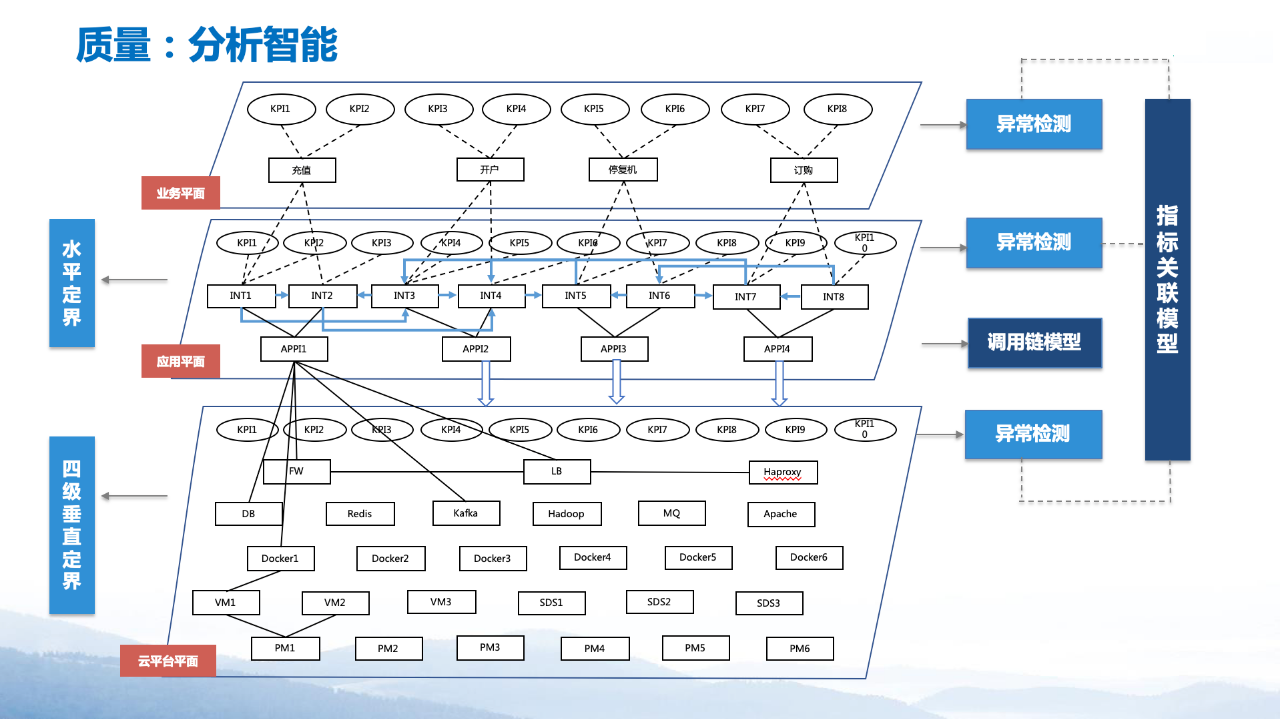 质量：分析智能
KPI1 KPI2 KPI3 KPI4 KPI5 KPI6 KPI7 KPI8
充值 开户 停复机 订购
业务平面
异常检测
水平定界
KPI1 KPI2 KPI3 KPI4 KPI5 KPI6 KPI7 KPI8 KPI9 KPI1
0
INT1 INT2 INT3 INT4 INT5 INT6 INT7 INT8
APPI1 APPI2 APPI3 APPI4
应用平面
异常检测
调用链模型
指标关联模型
四级垂直定界
KPI1 KPI2 KPI3 KPI4 KPI5 KPI6 KPI7 KPI8 KPI9 KPI1
0
异常检测
FW LB Haproxy
DB Redis Kafka Hadoop MQ Apache
Docker1 Docker2 Docker3 Docker4 Docker5 Docker6
VM1 VM2 VM3 SDS1 SDS2 SDS3
PM1 PM2 PM3 PM4 PM5 PM6
云平台平面